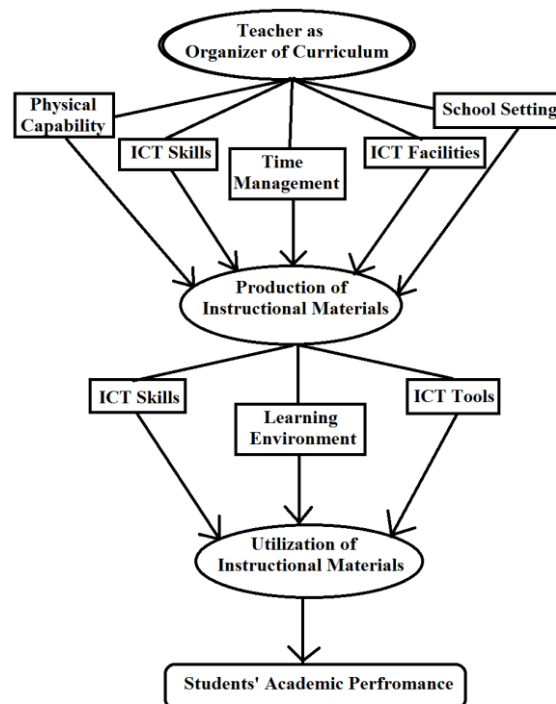 Teacher as
Organizer of Curriculum
Physical
Capability
School Setting
ICT Skills
ICT Facilities
Time
Management
Production of
Instructional Materials
ICT Skills
ICT Tools
Learning
Environment
Utilization of
Instructional Materials
Students' Academic Perfromance